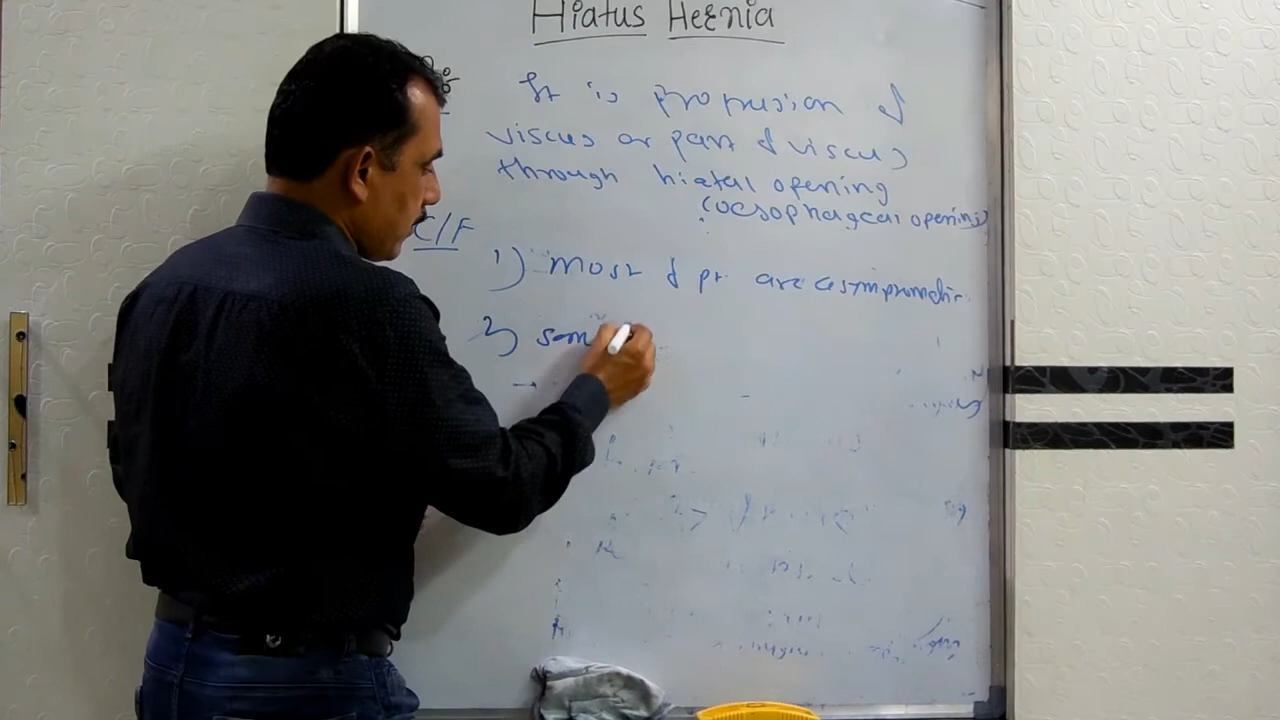 Hiatus Hernia
It is protrusion of
viscus or part of viscus
through hiatal opening
(oesophageal opening)
C/F
1) most of pt are asymptomatic
2) som